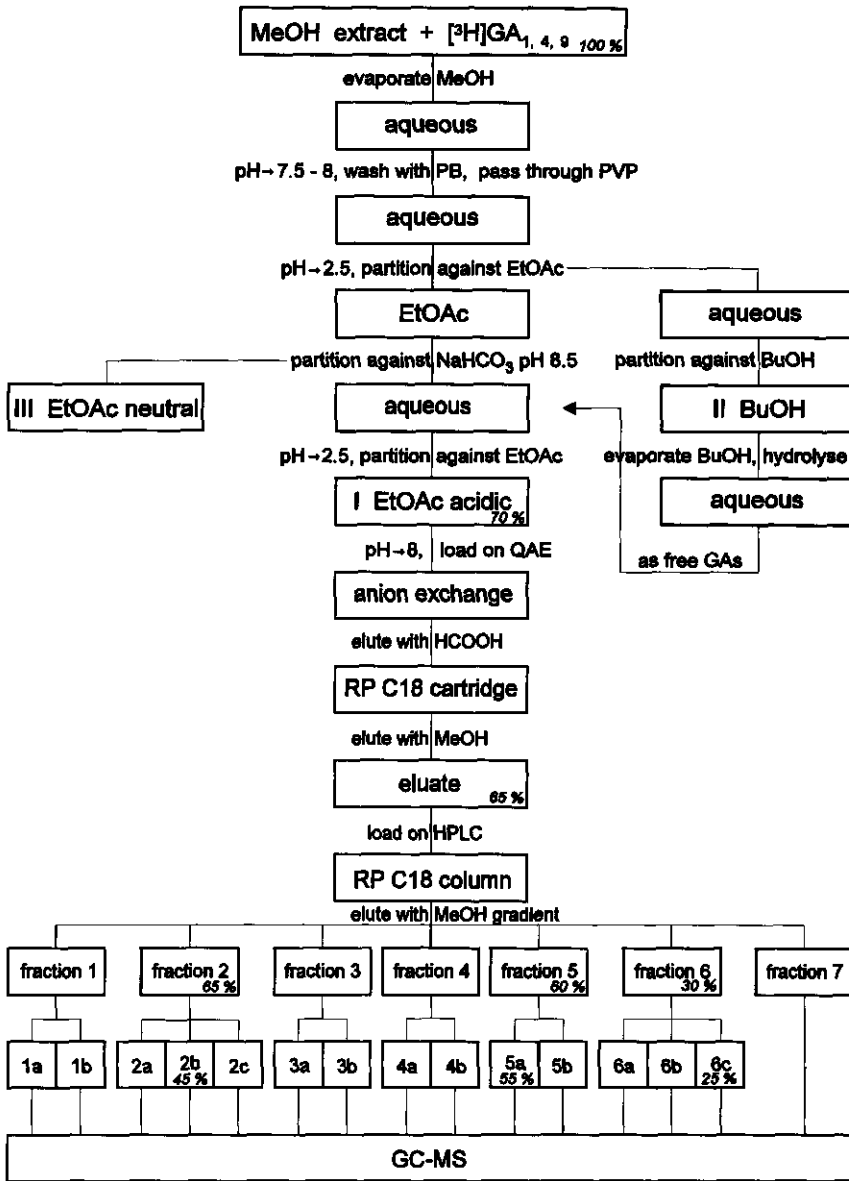 MeOH extract + [³H]GA₁, ₄, ₉ 100 %
evaporate MeOH
aqueous
pH→7.5 - 8, wash with PB, pass through PVP
aqueous
pH→2.5, partition against EtOAc
EtOAc
aqueous
partition against NaHCO₃ pH 8.5
partition against BuOH
III EtOAc neutral
aqueous
II BuOH
pH→2.5, partition against EtOAc
evaporate BuOH, hydrolyse
I EtOAc acidic
70 %
aqueous
pH→8, load on QAE
as free GAs
anion exchange
elute with HCOOH
RP C18 cartridge
elute with MeOH
eluate
65 %
load on HPLC
RP C18 column
elute with MeOH gradient
fraction 1
fraction 2
65 %
fraction 3
fraction 4
fraction 5
60 %
fraction 6
30 %
fraction 7
1a
1b
2a
2b
45 %
2c
3a
3b
4a
4b
5a
55 %
5b
6a
6b
6c
25 %
GC-MS